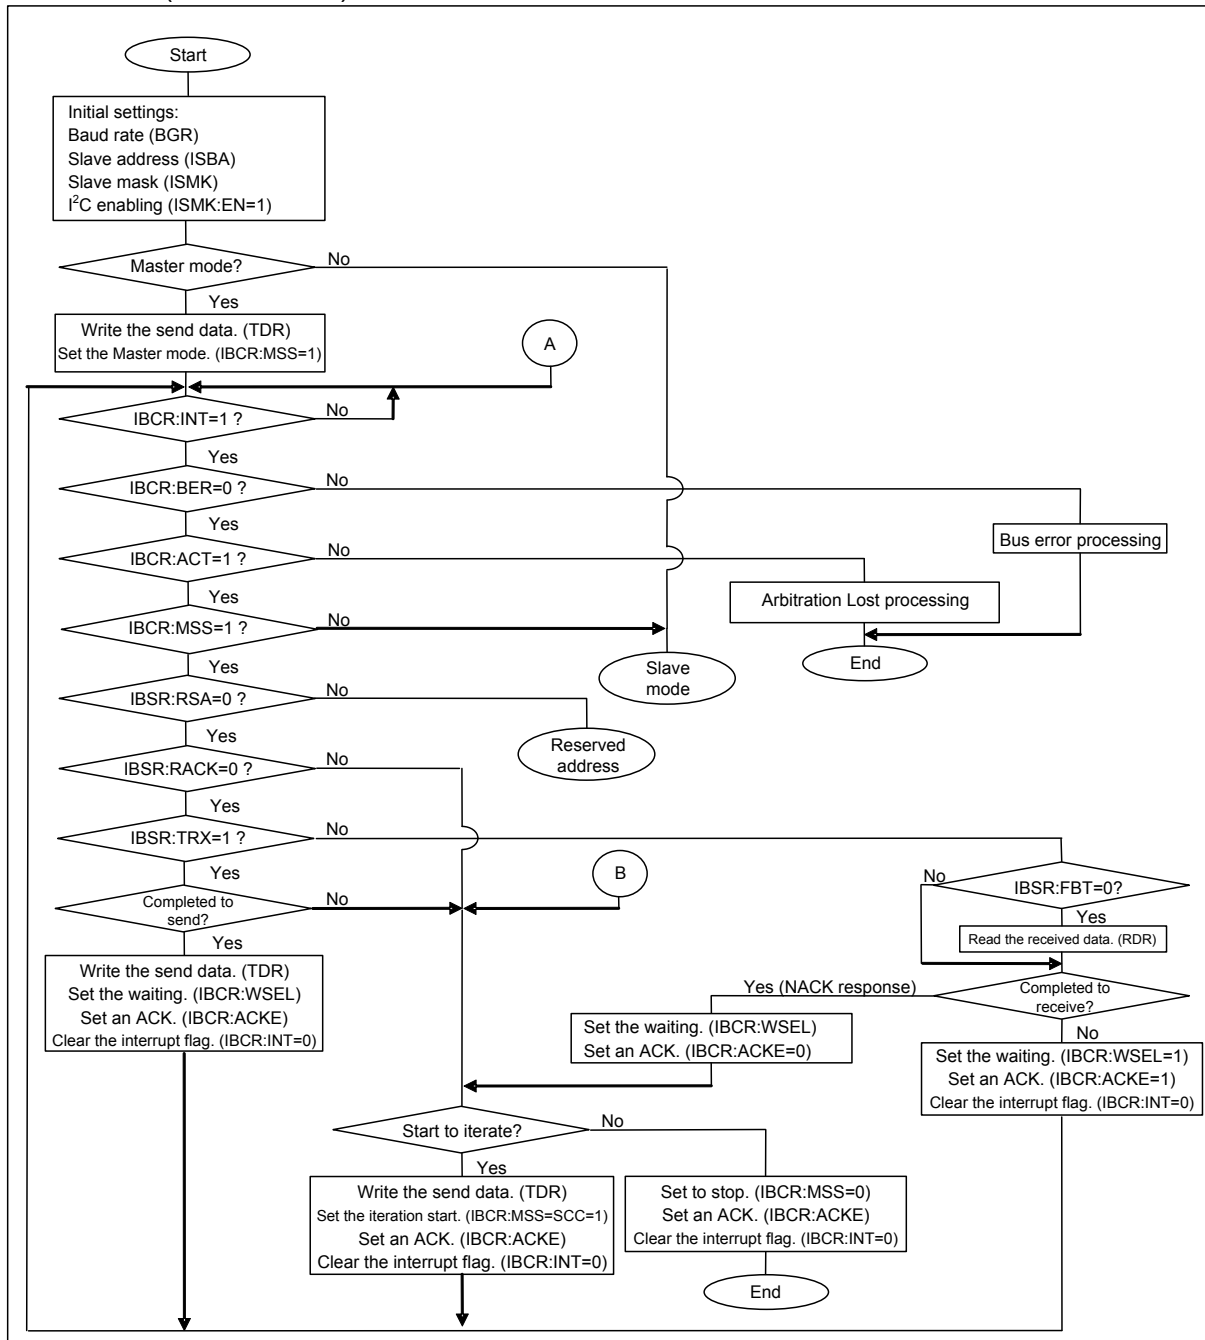 Start
Initial settings:
Baud rate (BGR)
Slave address (ISBA)
Slave mask (ISMK)
I²C enabling (ISMK:EN=1)
Master mode?
No
Yes
Write the send data. (TDR)
Set the Master mode. (IBCR:MSS=1)
A
IBCR:INT=1 ?
No
Yes
IBCR:BER=0 ?
No
Yes
Bus error processing
IBCR:ACT=1 ?
No
Yes
Arbitration Lost processing
IBCR:MSS=1 ?
No
Yes
Slave
mode
End
IBSR:RSA=0 ?
No
Yes
Reserved
address
IBSR:RACK=0 ?
No
Yes
IBSR:TRX=1 ?
No
Yes
B
No
IBSR:FBT=0?
Yes
Read the received data. (RDR)
Completed to
send?
No
Yes
Write the send data. (TDR)
Set the waiting. (IBCR:WSEL)
Set an ACK. (IBCR:ACKE)
Clear the interrupt flag. (IBCR:INT=0)
Yes (NACK response)
Completed to
receive?
No
Set the waiting. (IBCR:WSEL)
Set an ACK. (IBCR:ACKE=0)
Set the waiting. (IBCR:WSEL=1)
Set an ACK. (IBCR:ACKE=1)
Clear the interrupt flag. (IBCR:INT=0)
Start to iterate?
No
Yes
Write the send data. (TDR)
Set the iteration start. (IBCR:MSS=SCC=1)
Set an ACK. (IBCR:ACKE)
Clear the interrupt flag. (IBCR:INT=0)
Set to stop. (IBCR:MSS=0)
Set an ACK. (IBCR:ACKE)
Clear the interrupt flag. (IBCR:INT=0)
End